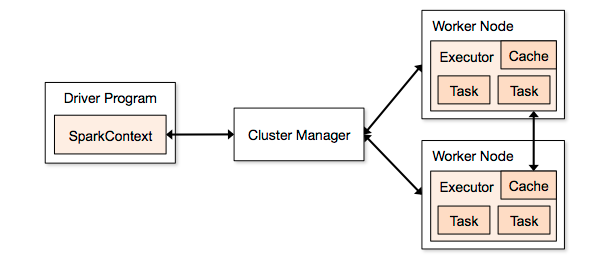 Driver Program
SparkContext
Cluster Manager
Worker Node
Executor
Cache
Task
Task
Worker Node
Executor
Cache
Task
Task